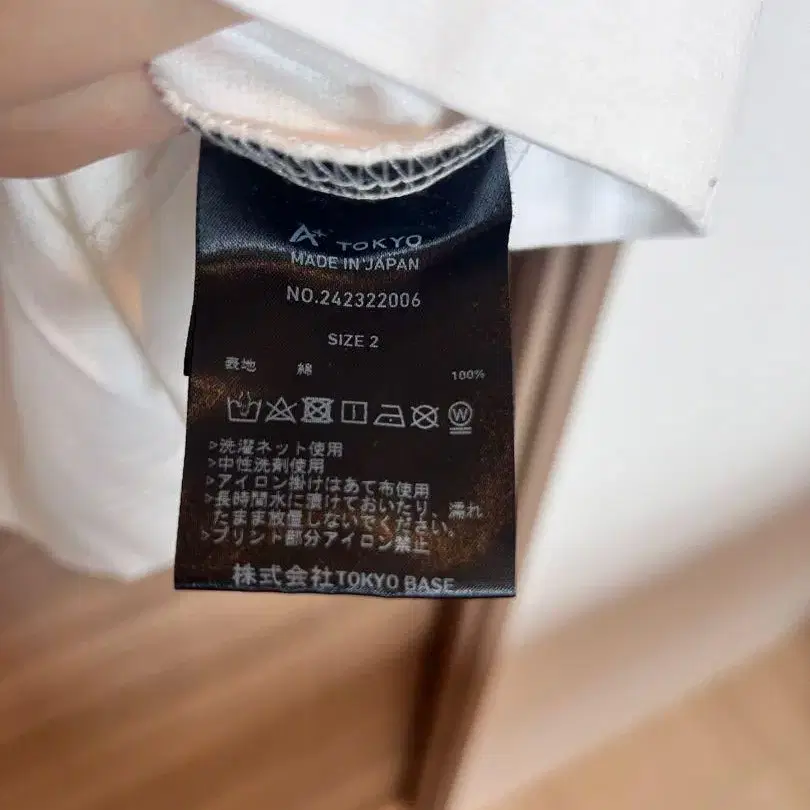 A TOKYO
MADE IN JAPAN
NO.242322006
SIZE 2
表地 綿 100%
W
>洗濯ネット使用
>中性洗剤使用
>アイロン掛けはあて布使用
>長時間水に漬けておいたり、濡れ
たまま放置しないでください。
>プリント部分アイロン禁止
株式会社TOKYO BASE